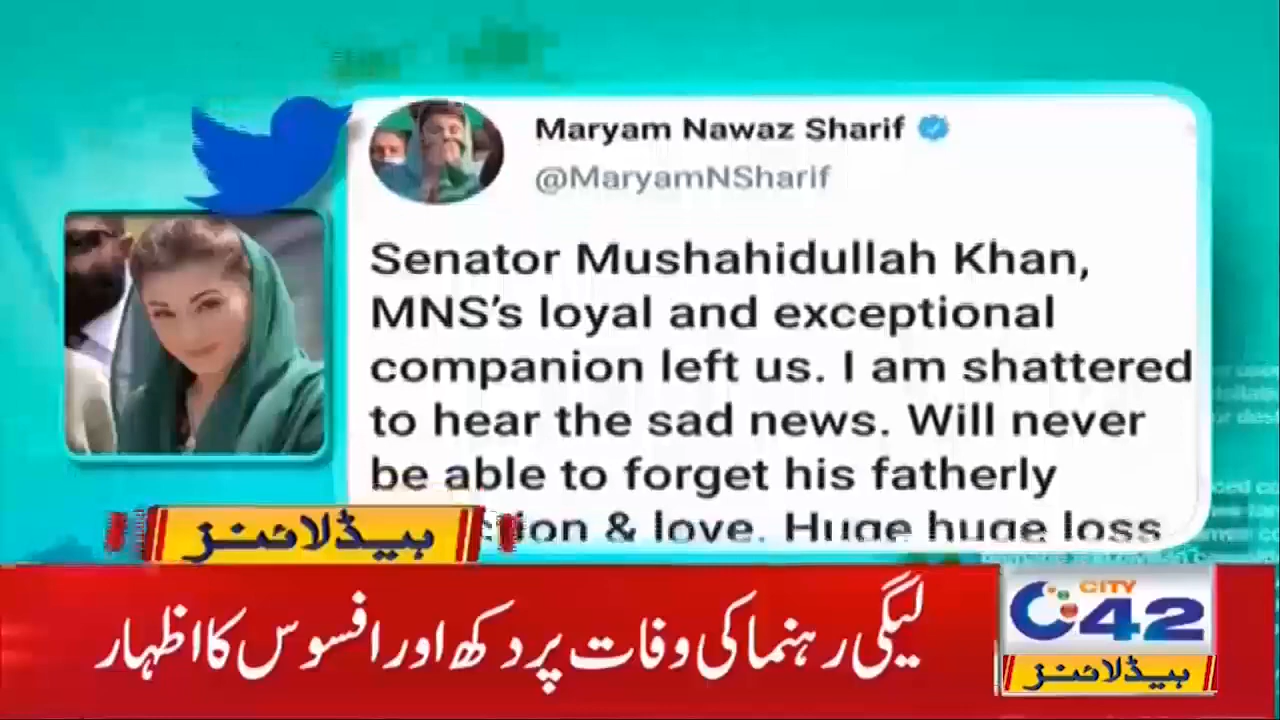 Maryam Nawaz Sharif
@MaryamNSharif
Senator Mushahidullah Khan,
MNS’s loyal and exceptional
companion left us. I am shattered
to hear the sad news. Will never
be able to forget his fatherly
& love. Huge huge loss
ہیڈلائنز
لیگی رہنما کی وفات پر دکھ اور افسوس کا اظہار
CITY
42
ہیڈلائنز